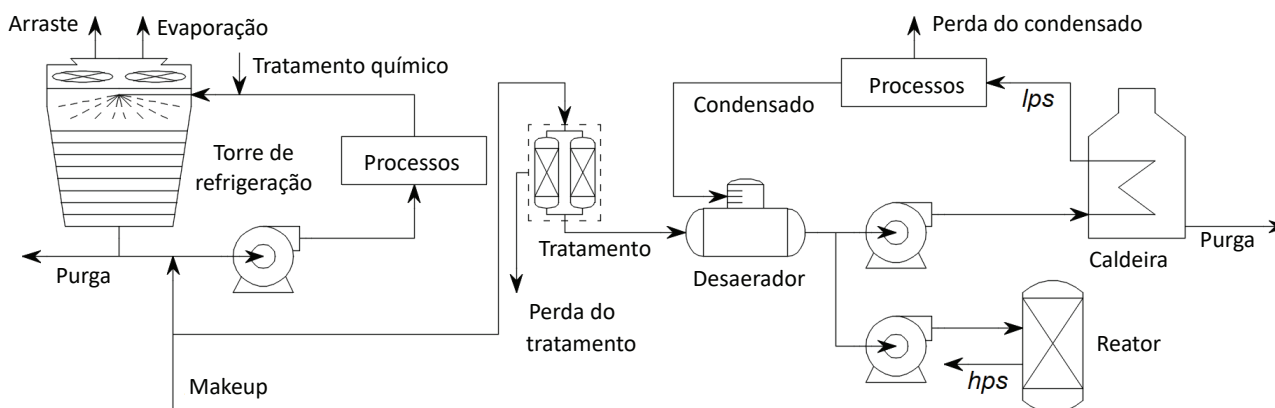 Arraste
Evaporação
Tratamento químico
Processos
Torre de
refrigeração
Purga
Makeup
Perda do condensado
Processos
lps
Condensado
Tratamento
Perda do
tratamento
Desaerador
Caldeira
Purga
Reator
hps